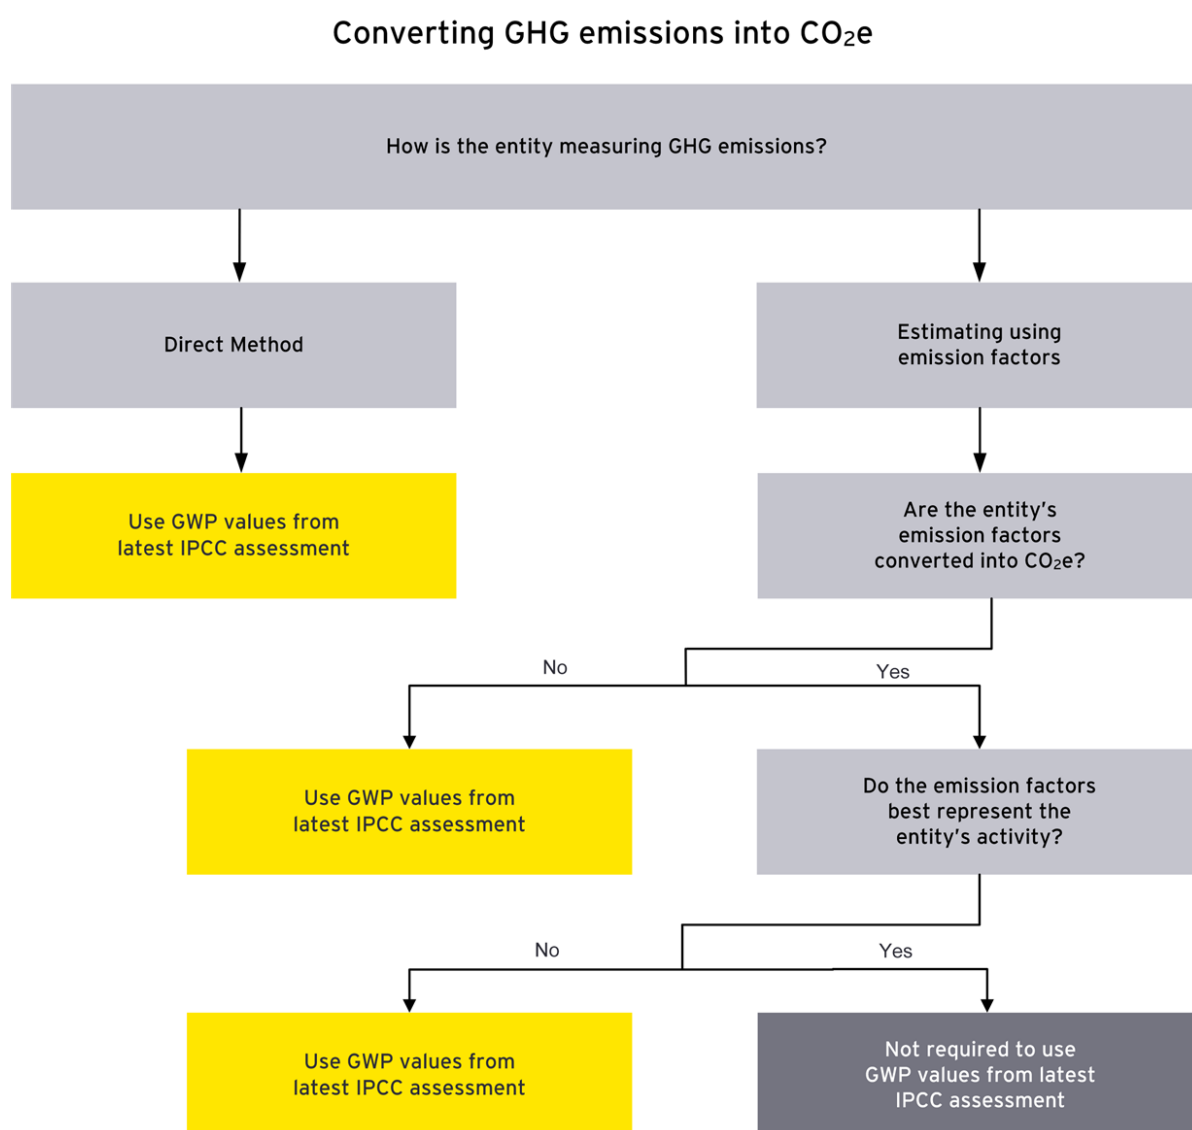 Converting GHG emissions into CO₂e
How is the entity measuring GHG emissions?
Direct Method
Estimating using
emission factors
Use GWP values from
latest IPCC assessment
Are the entity’s
emission factors
converted into CO₂e?
No
Yes
Use GWP values from
latest IPCC assessment
Do the emission factors
best represent the
entity’s activity?
No
Yes
Use GWP values from
latest IPCC assessment
Not required to use
GWP values from latest
IPCC assessment